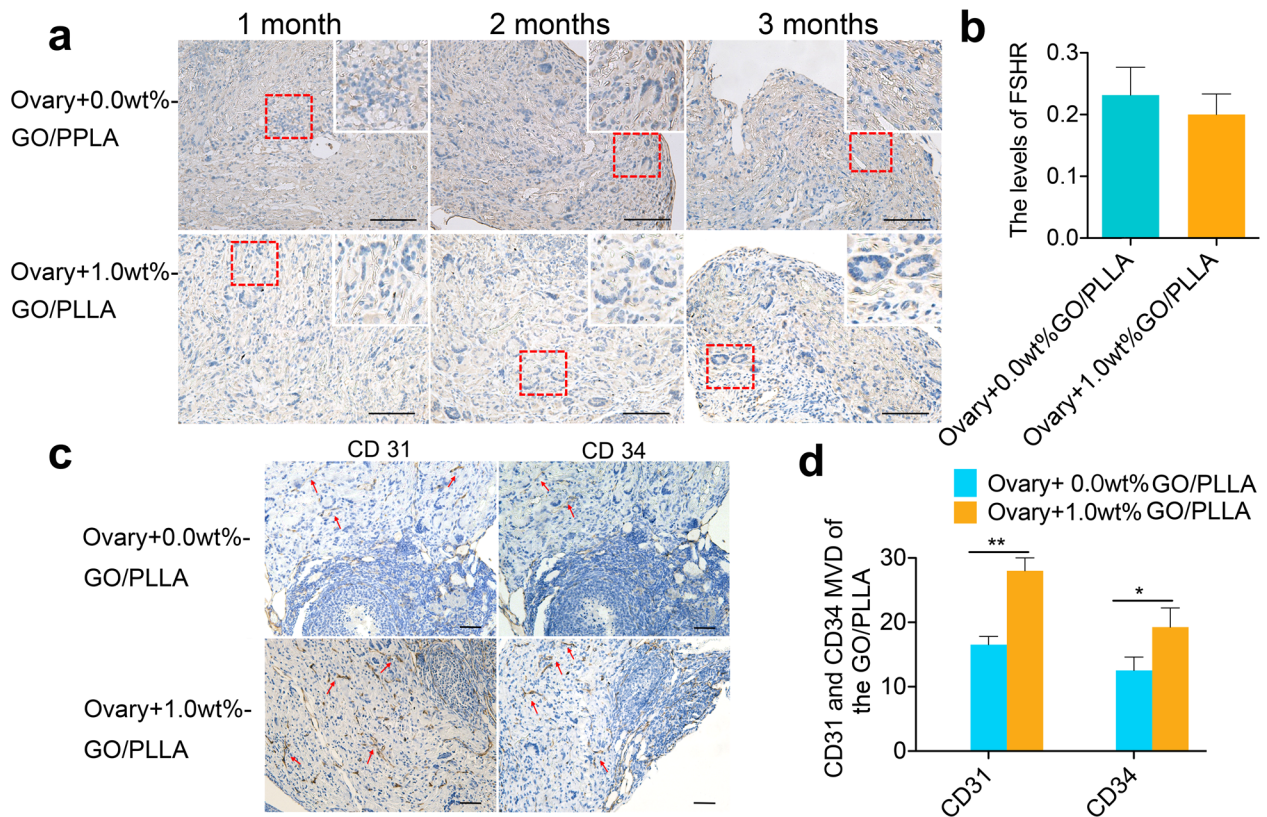 a
1 month
2 months
3 months
Ovary+0.0wt%-
GO/PPLA
Ovary+1.0wt%-
GO/PLLA
b
The levels of FSHR
0.3
0.2
0.1
0.0
Ovary+0.0wt%GO/PLLA
Ovary+1.0wt%GO/PLLA
c
CD 31
CD 34
Ovary+0.0wt%-
GO/PLLA
Ovary+1.0wt%-
GO/PLLA
d
Ovary+ 0.0wt% GO/PLLA
Ovary+1.0wt% GO/PLLA
CD31 and CD34 MVD of
the GO/PLLA
30
20
10
0
**
*
CD31
CD34